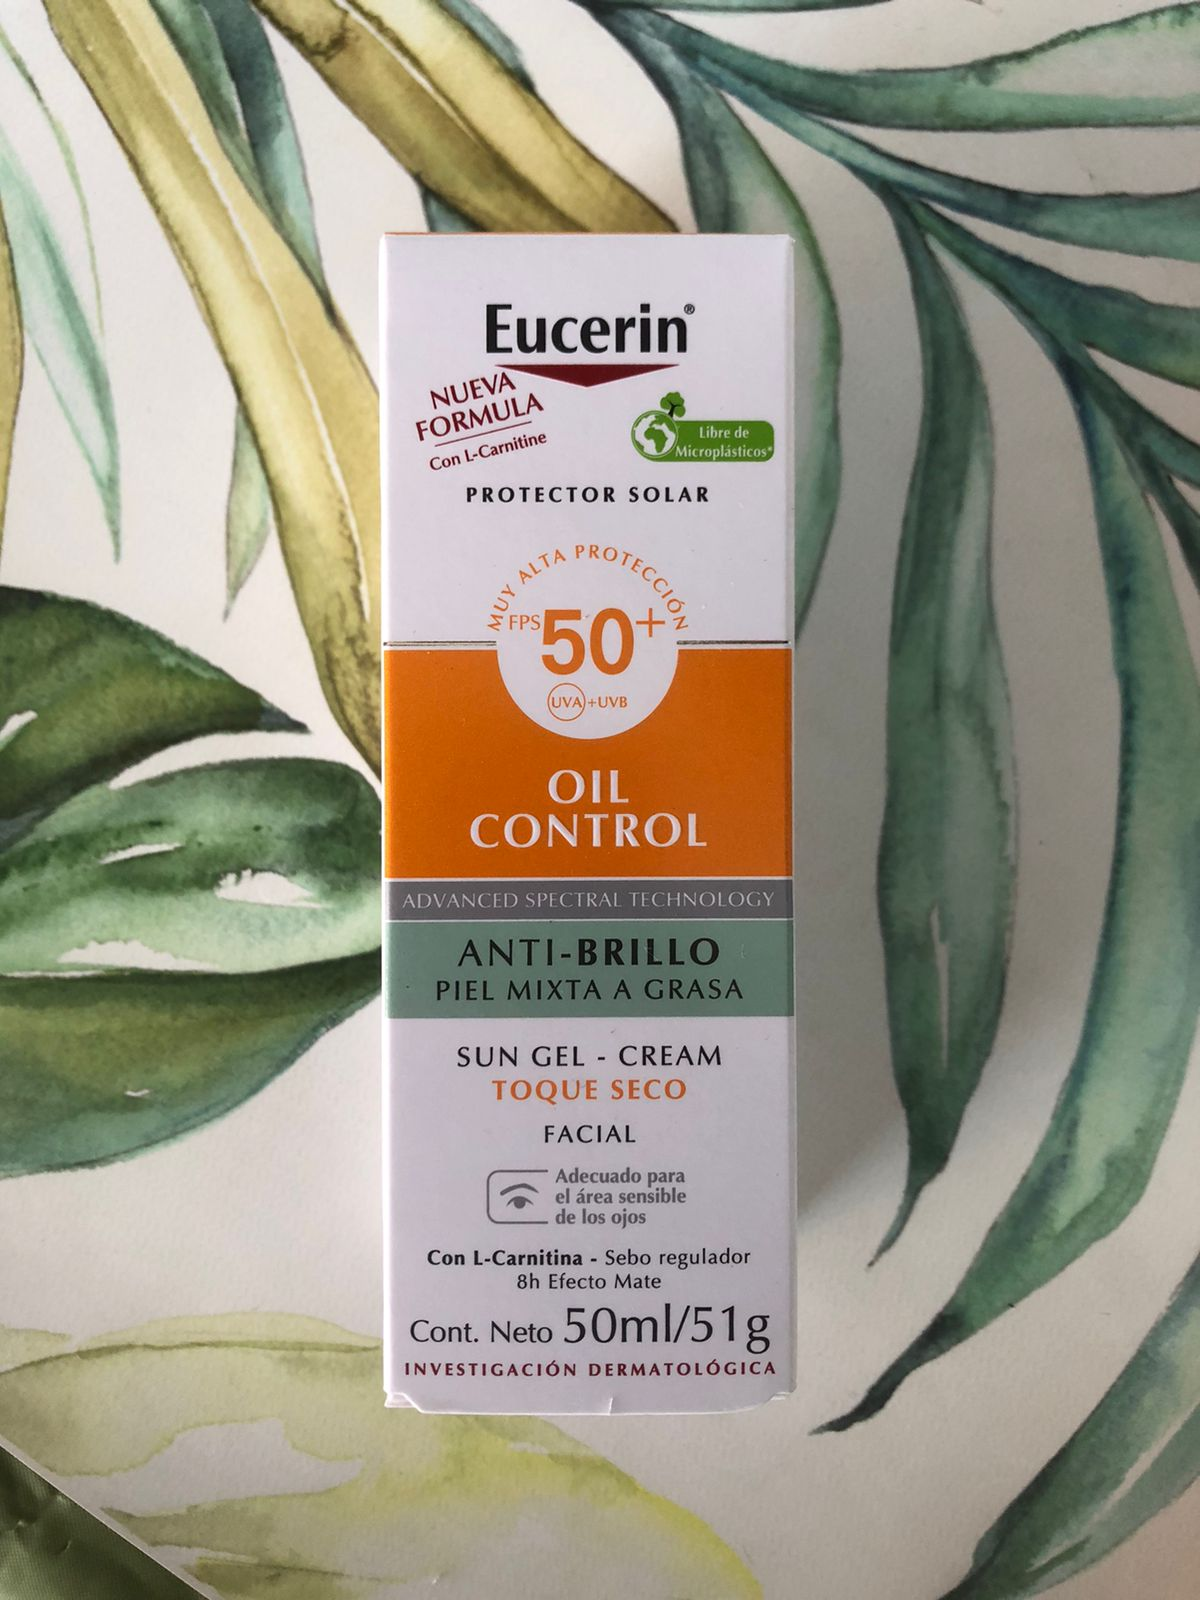 Eucerin®
NUEVA
FORMULA
Con L-Carnitine
Libre de
Microplásticos*
PROTECTOR SOLAR
MUY ALTA PROTECCIÓN
FPS 50+
UVA+UVB
OIL
CONTROL
ADVANCED SPECTRAL TECHNOLOGY
ANTI-BRILLO
PIEL MIXTA A GRASA
SUN GEL - CREAM
TOQUE SECO
FACIAL
Adecuado para
el área sensible
de los ojos
Con L-Carnitina - Sebo regulador
8h Efecto Mate
Cont. Neto 50ml/51g
INVESTIGACIÓN DERMATOLÓGICA